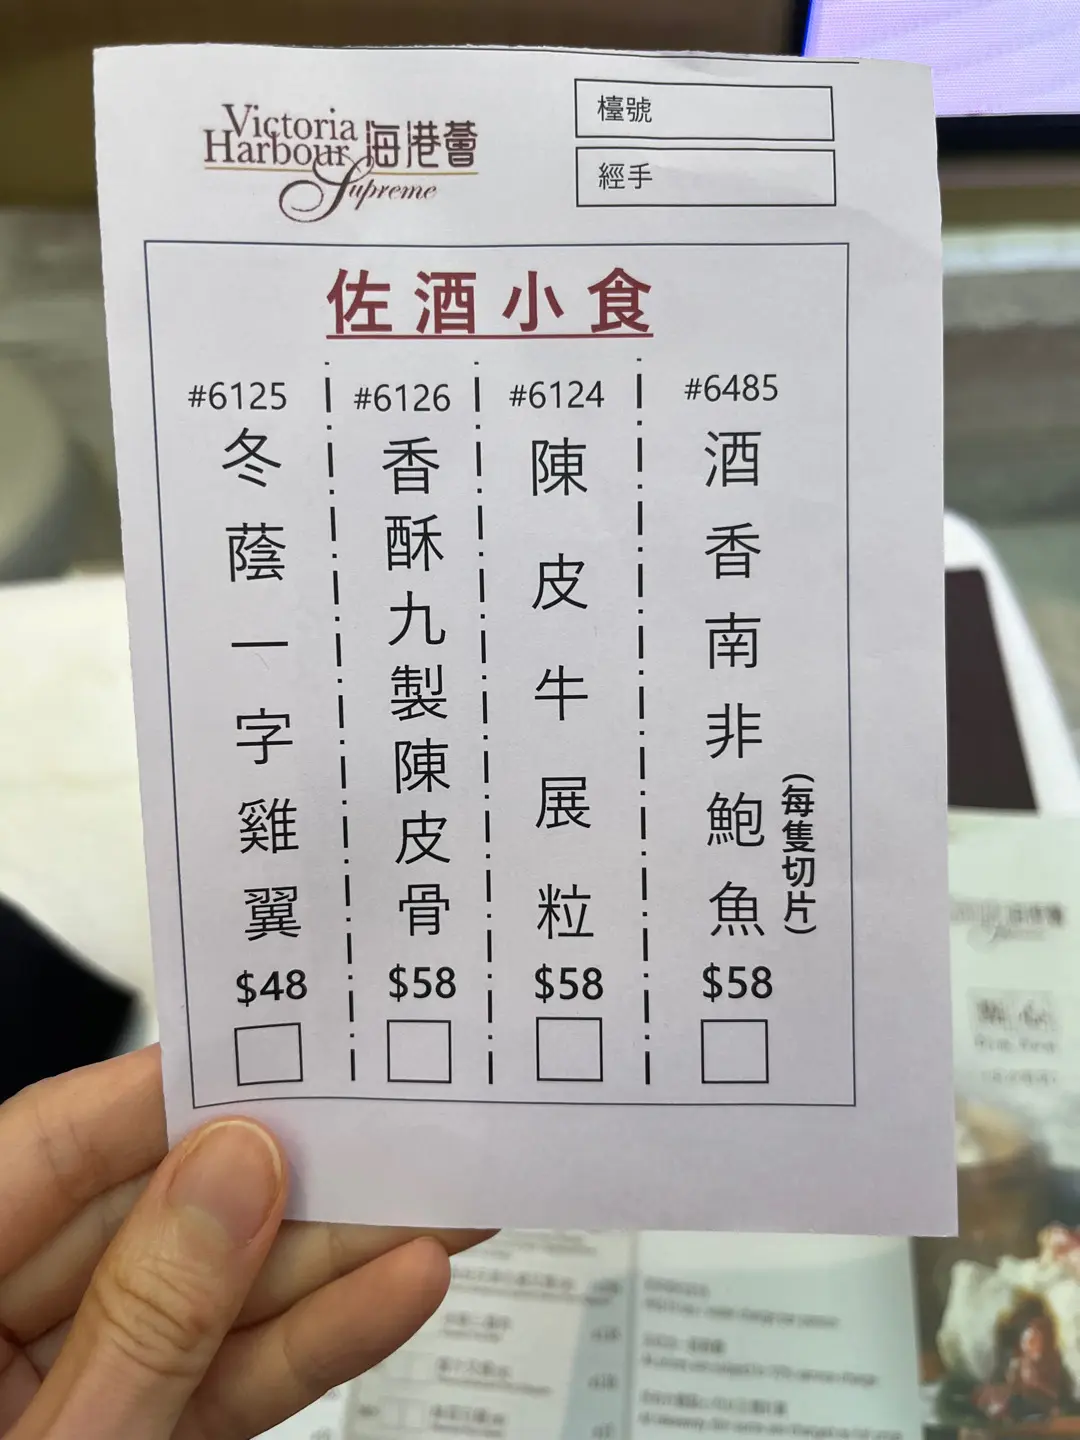 Victoria
Harbour 海港薈
Supreme
檯號
經手
佐酒小食
#6125
冬蔭一字雞翼
$48
#6126
香酥九製陳皮骨
$58
#6124
陳皮牛展粒
$58
#6485
酒香南非鮑魚
(每隻切片)
$58